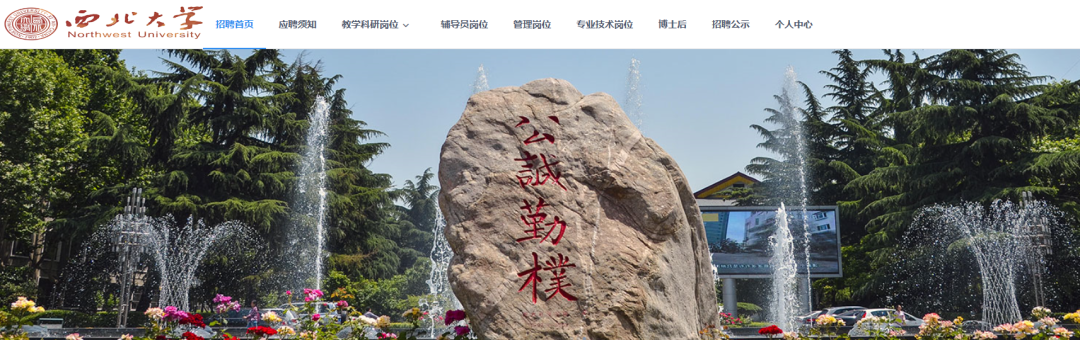 西北大学
Northwest University
招聘首页
应聘须知
教学科研岗位
辅导员岗位
管理岗位
专业技术岗位
博士后
招聘公示
个人中心
公
誠
勤
樸